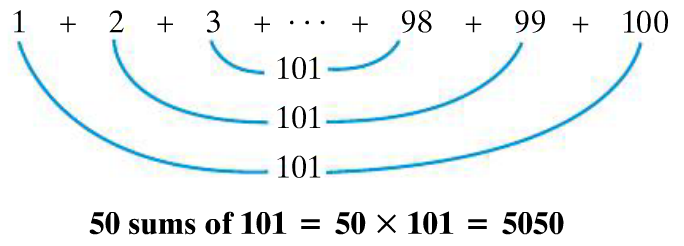 1 + 2 + 3 + ··· + 98 + 99 + 100
101
101
101
50 sums of 101 = 50 × 101 = 5050